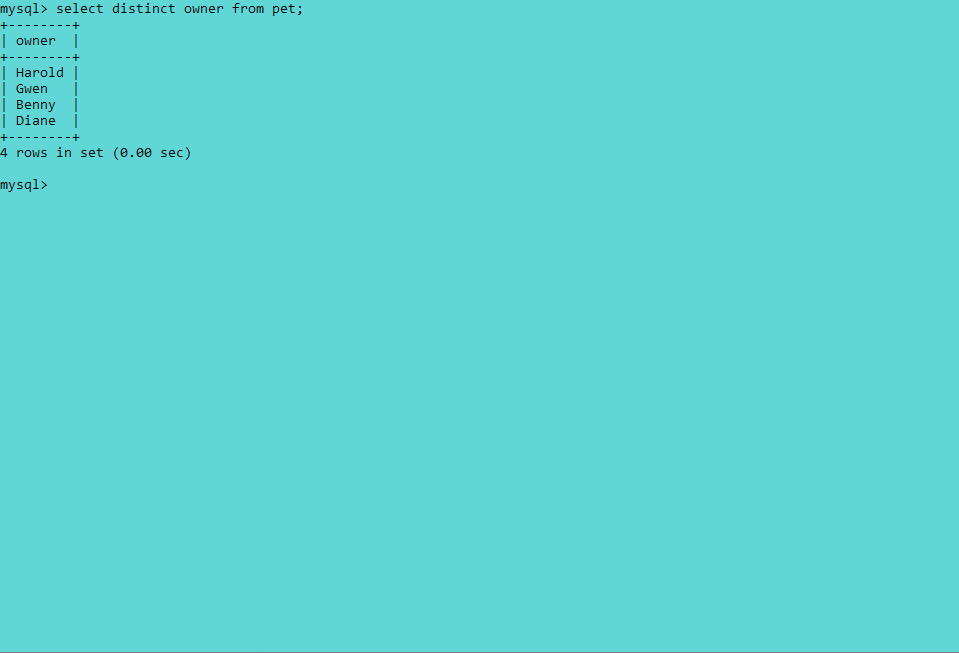 mysql> select distinct owner from pet;
+--------+
| owner  |
+--------+
| Harold |
| Gwen   |
| Benny  |
| Diane  |
+--------+
4 rows in set (0.00 sec)
mysql>